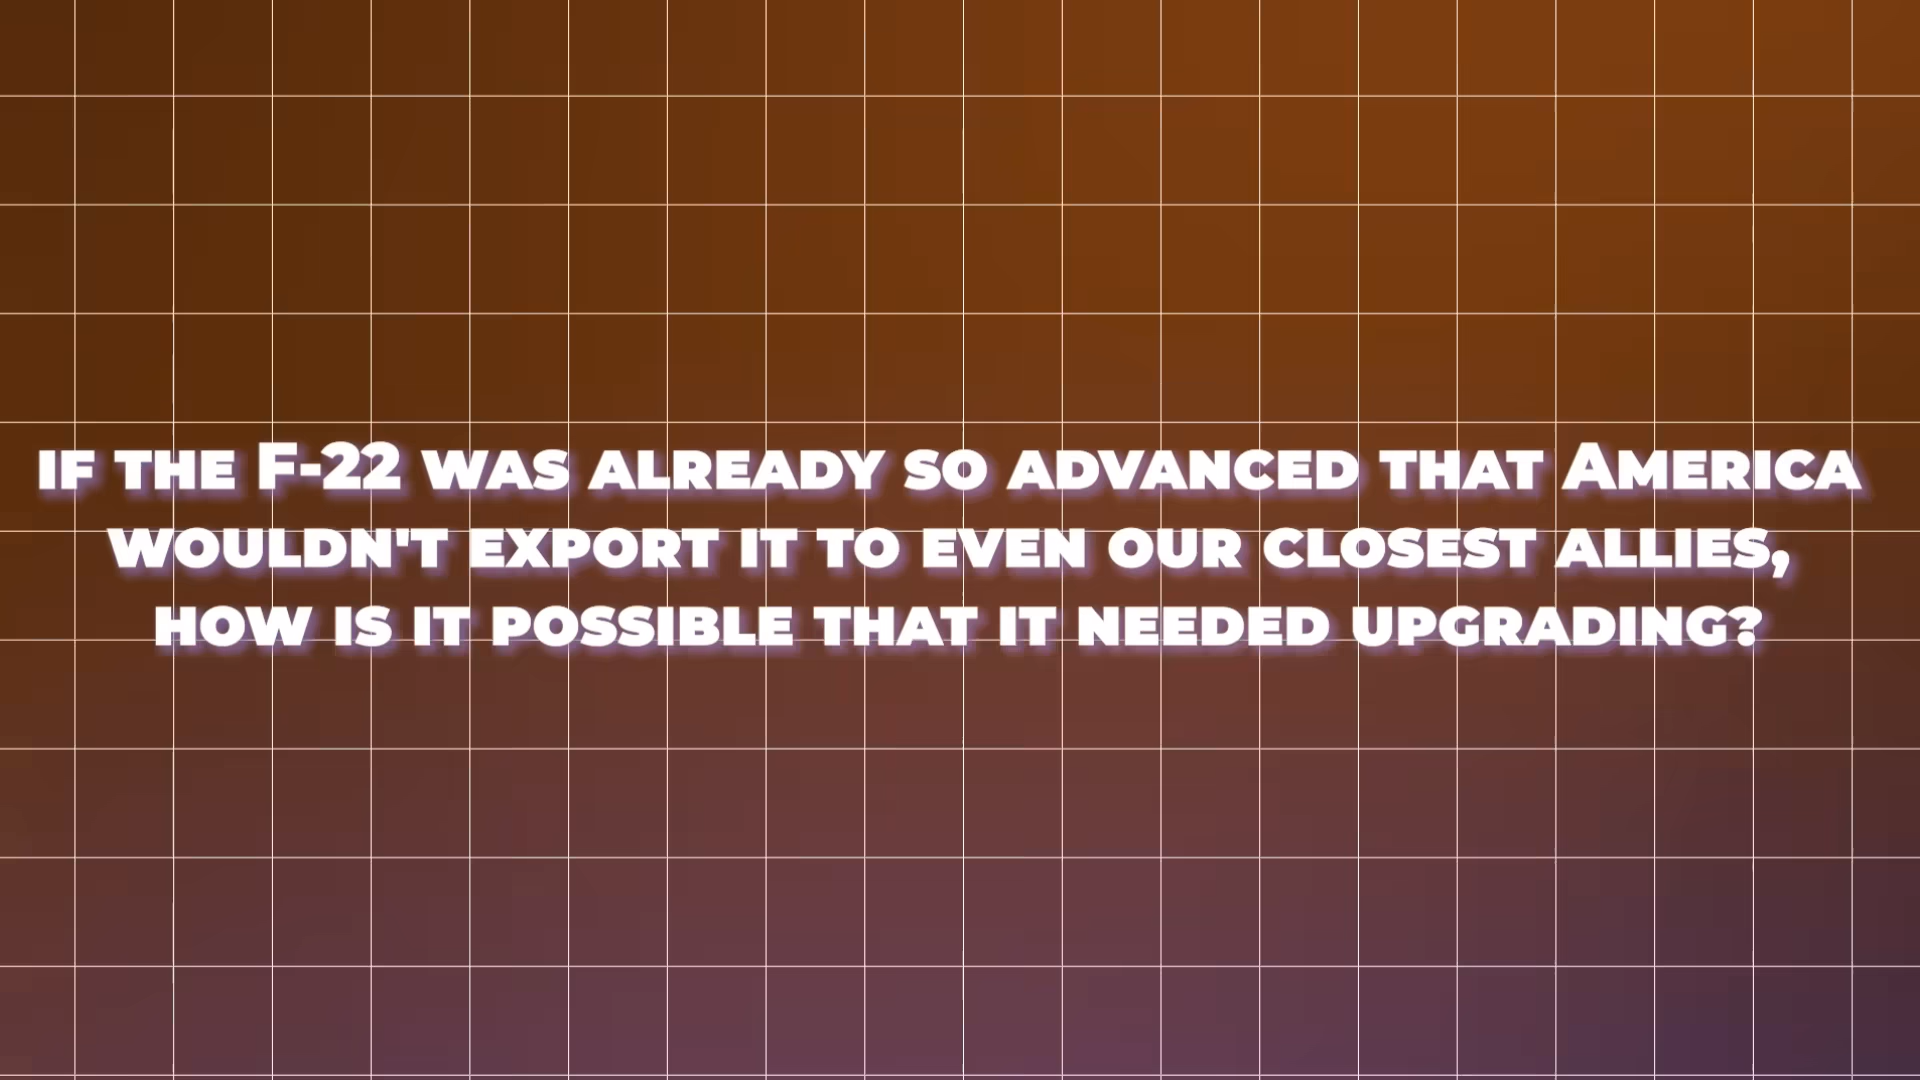 IF THE F-22 WAS ALREADY SO ADVANCED THAT AMERICA
WOULDN'T EXPORT IT TO EVEN OUR CLOSEST ALLIES,
HOW IS IT POSSIBLE THAT IT NEEDED UPGRADING?